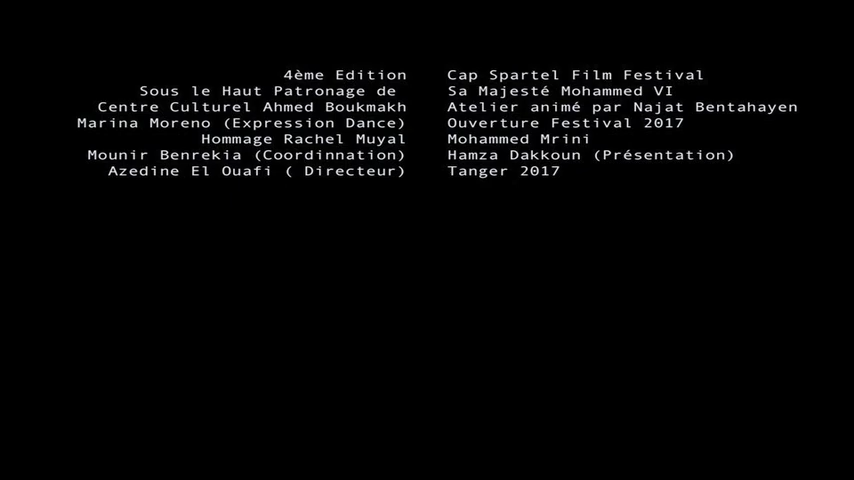 4ème Edition Cap Spartel Film Festival
Sous le Haut Patronage de Sa Majesté Mohammed VI
Centre Culturel Ahmed Boukmakh Atelier animé par Najat Bentahayen
Marina Moreno (Expression Dance) Ouverture Festival 2017
Hommage Rachel Muyal Mohammed Mrini
Mounir Benrekia (Coordinnation) Hamza Dakkoun (Présentation)
Azedine El Ouafi ( Directeur) Tanger 2017